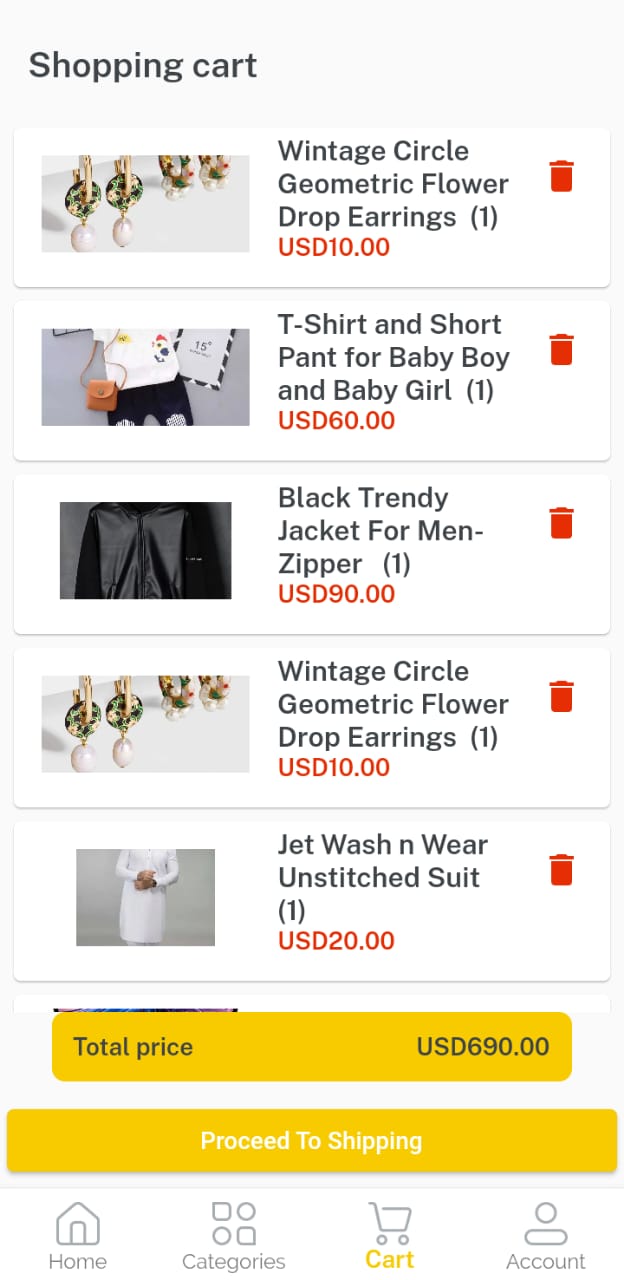 Shopping cart
Wintage Circle
Geometric Flower
Drop Earrings (1)
USD10.00
15°
T-Shirt and Short
Pant for Baby Boy
and Baby Girl (1)
USD60.00
Black Trendy
Jacket For Men-
Zipper (1)
USD90.00
Wintage Circle
Geometric Flower
Drop Earrings (1)
USD10.00
Jet Wash n Wear
Unstitched Suit
(1)
USD20.00
Total price USD690.00
Proceed To Shipping
Home Categories Cart Account